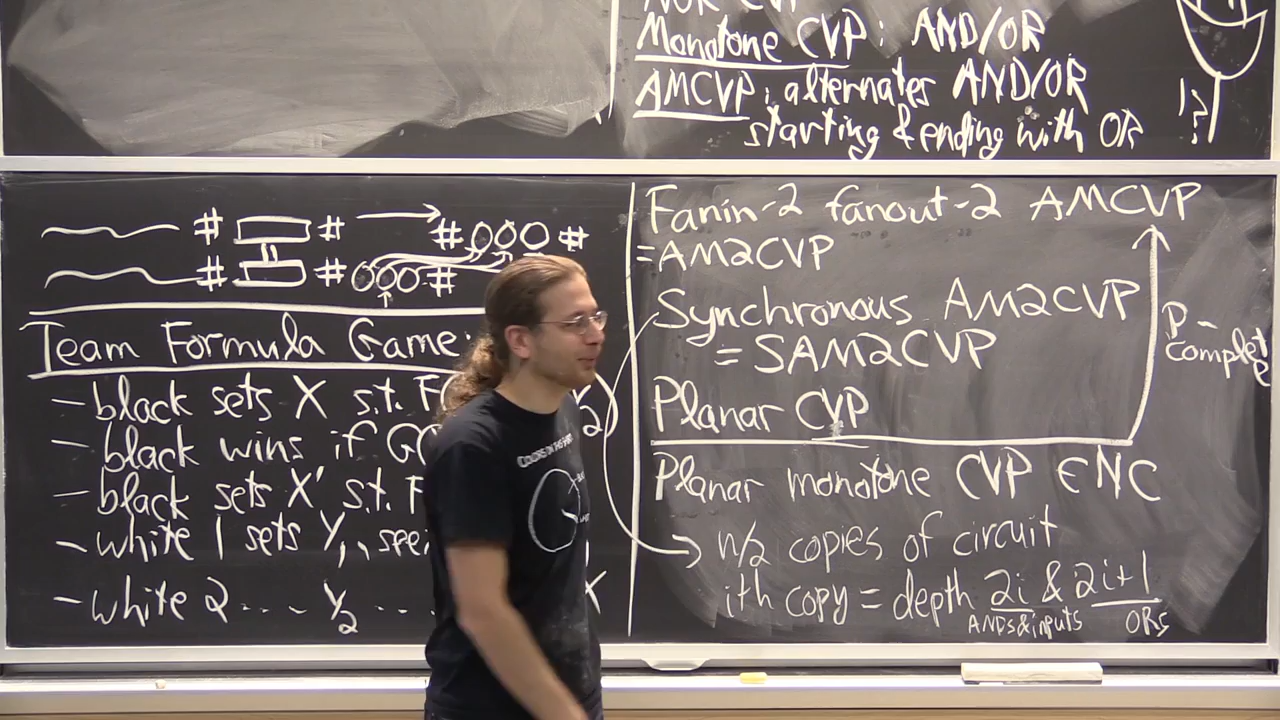 Monotone CVP: AND/OR
AMCVP: alternates AND/OR
starting & ending with OR
# # → # #
# # #
Team Formula Game:
- black sets X s.t.
- black wins if
- black sets X' s.t.
- white 1 sets Y1,
- white 2 .... Y2 ....
X
Fanin-2 fanout-2 AMCVP
= AM2CVP
Synchronous AM2CVP
= SAM2CVP
Planar CVP
P-complete
Planar monotone CVP ∈ NC
→ n/2 copies of circuit
ith copy = depth 2i & 2i+1
ANDs & inputs ORs